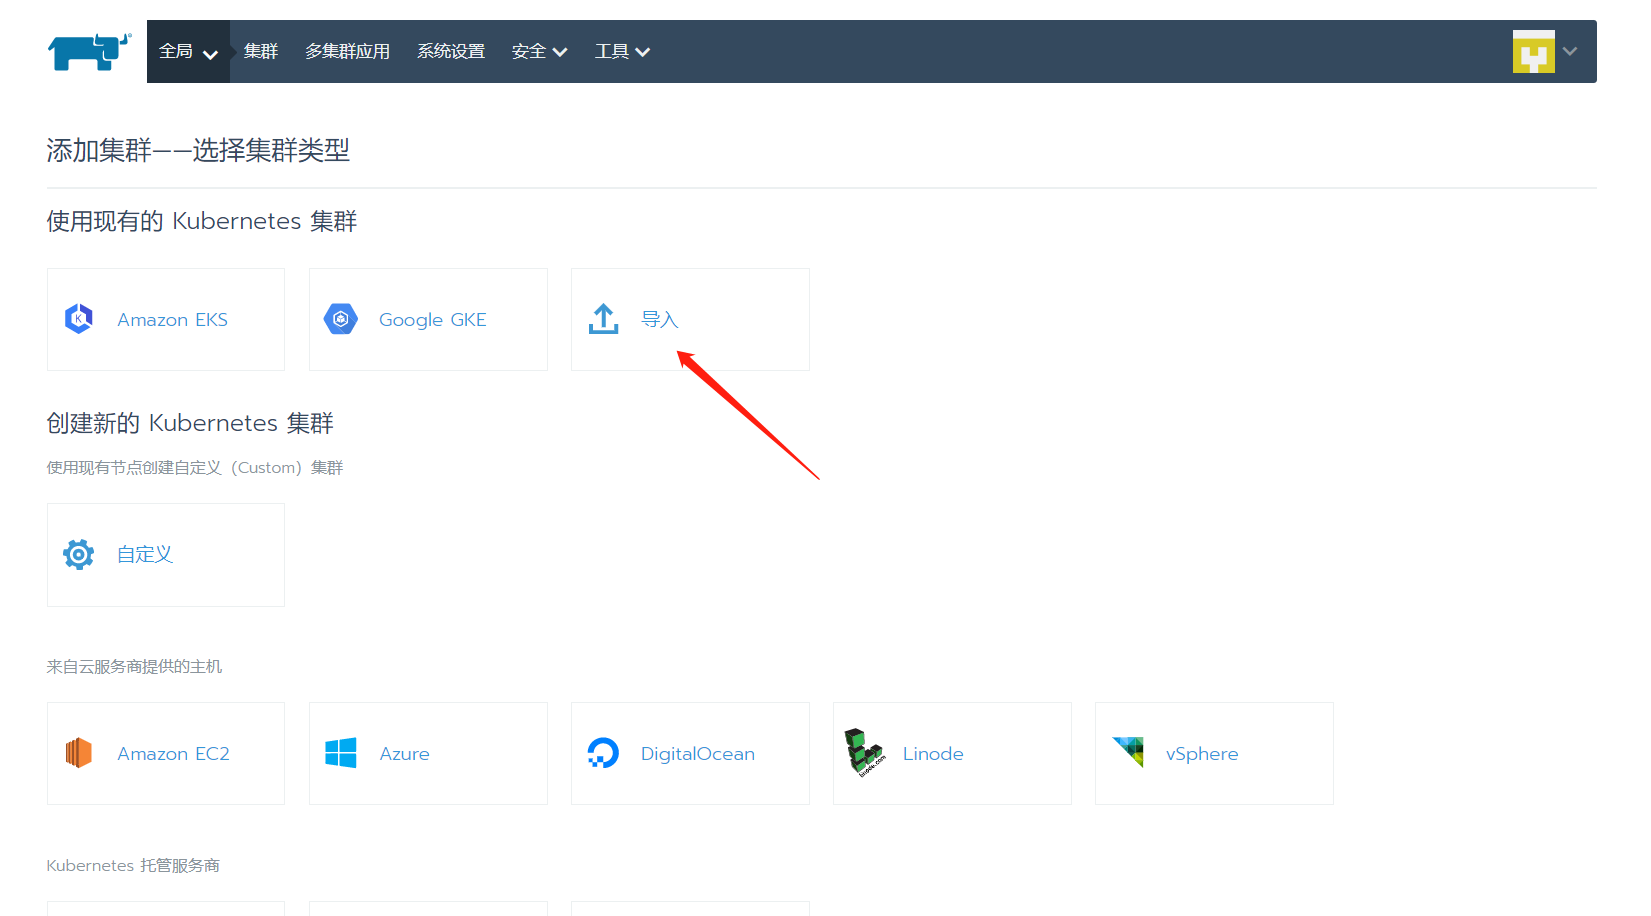 全局 集群 多集群应用 系统设置 安全 工具
添加集群——选择集群类型
使用现有的 Kubernetes 集群
Amazon EKS Google GKE 导入
创建新的 Kubernetes 集群
使用现有节点创建自定义（Custom）集群
自定义
来自云服务商提供的主机
Amazon EC2 Azure DigitalOcean Linode vSphere
linode.com
Kubernetes 托管服务商